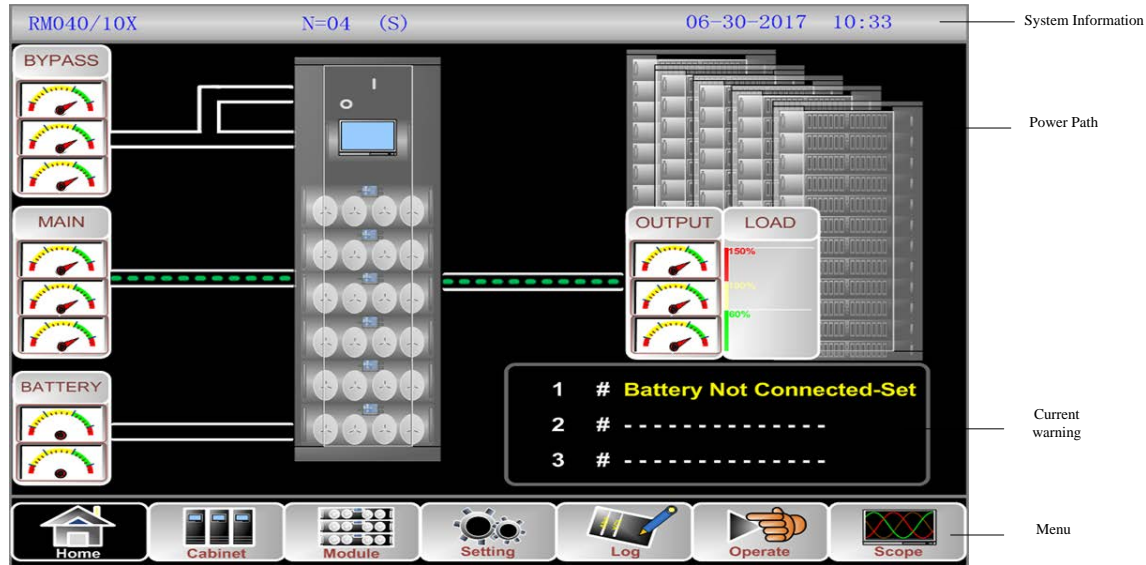 RM040/10X N=04 (S) 06-30-2017 10:33
System Information
BYPASS
Power Path
MAIN
OUTPUT LOAD
150%
100%
60%
BATTERY
1 # Battery Not Connected-Set
2 # - - - - - - - - - - - - - -
3 # - - - - - - - - - - - - - -
Current
warning
Home Cabinet Module Setting Log Operate Scope
Menu